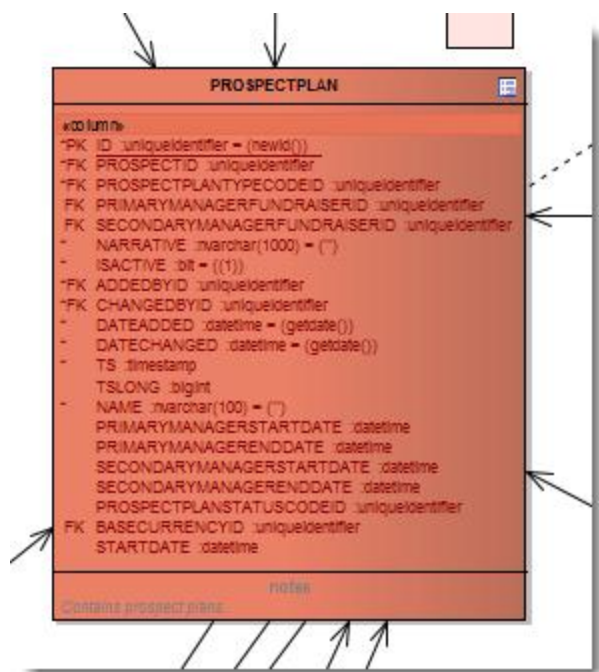 PROSPECTPLAN
«column»
*PK ID :uniqueidentifier = (newid())
*FK PROSPECTID :uniqueidentifier
*FK PROSPECTPLANTYPECODEID :uniqueidentifier
FK PRIMARYMANAGERFUNDRAISERID :uniqueidentifier
FK SECONDARYMANAGERFUNDRAISERID :uniqueidentifier
* NARRATIVE :nvarchar(1000) = ('')
* ISACTIVE :bit = ((1))
*FK ADDEDBYID :uniqueidentifier
*FK CHANGEDBYID :uniqueidentifier
* DATEADDED :datetime = (getdate())
* DATECHANGED :datetime = (getdate())
* TS :timestamp
TSLONG :bigint
* NAME :nvarchar(100) = ('')
PRIMARYMANAGERSTARTDATE :datetime
PRIMARYMANAGERENDDATE :datetime
SECONDARYMANAGERSTARTDATE :datetime
SECONDARYMANAGERENDDATE :datetime
PROSPECTPLANSTATUSCODEID :uniqueidentifier
FK BASECURRENCYID :uniqueidentifier
STARTDATE :datetime
notes
Contains prospect plans.